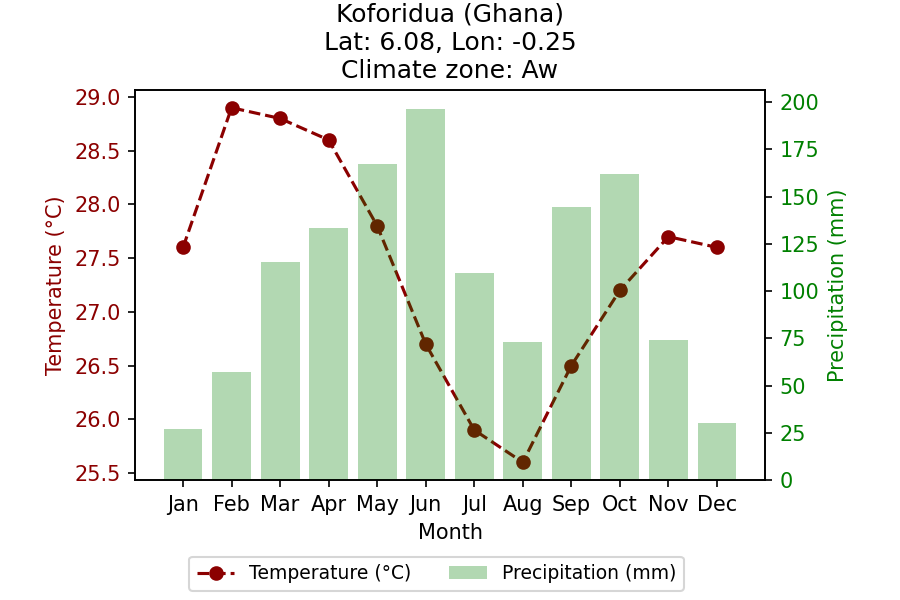 Koforidua (Ghana)
Lat: 6.08, Lon: -0.25
Climate zone: Aw
29.0
28.5
28.0
27.5
27.0
26.5
26.0
25.5
Temperature (°C)
200
175
150
125
100
75
50
25
0
Precipitation (mm)
Jan Feb Mar Apr May Jun Jul Aug Sep Oct Nov Dec
Month
Temperature (°C) Precipitation (mm)